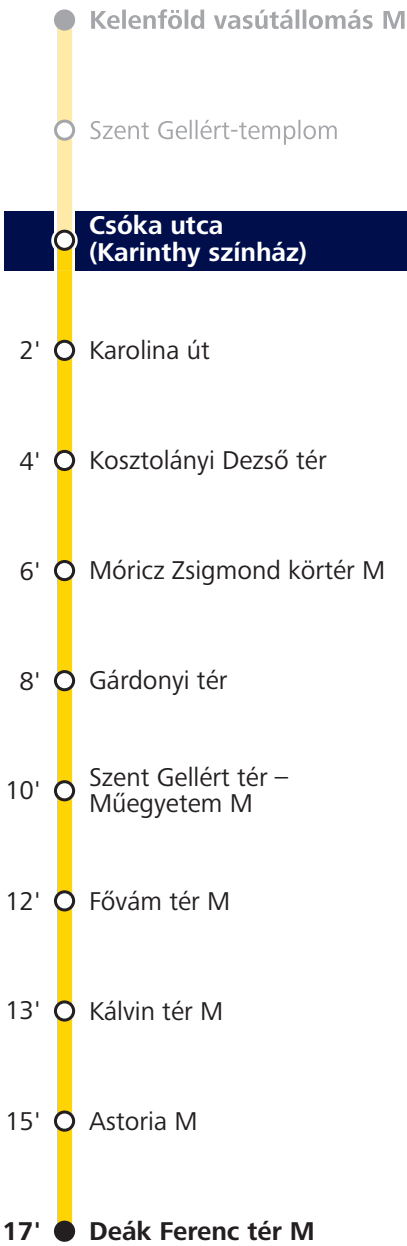 Kelenföld vasútállomás M
Szent Gellért-templom
Csóka utca
(Karinthy színház)
2' Karolina út
4' Kosztolányi Dezső tér
6' Móricz Zsigmond körtér M
8' Gárdonyi tér
10' Szent Gellért tér –
Műegyetem M
12' Fővám tér M
13' Kálvin tér M
15' Astoria M
17' Deák Ferenc tér M